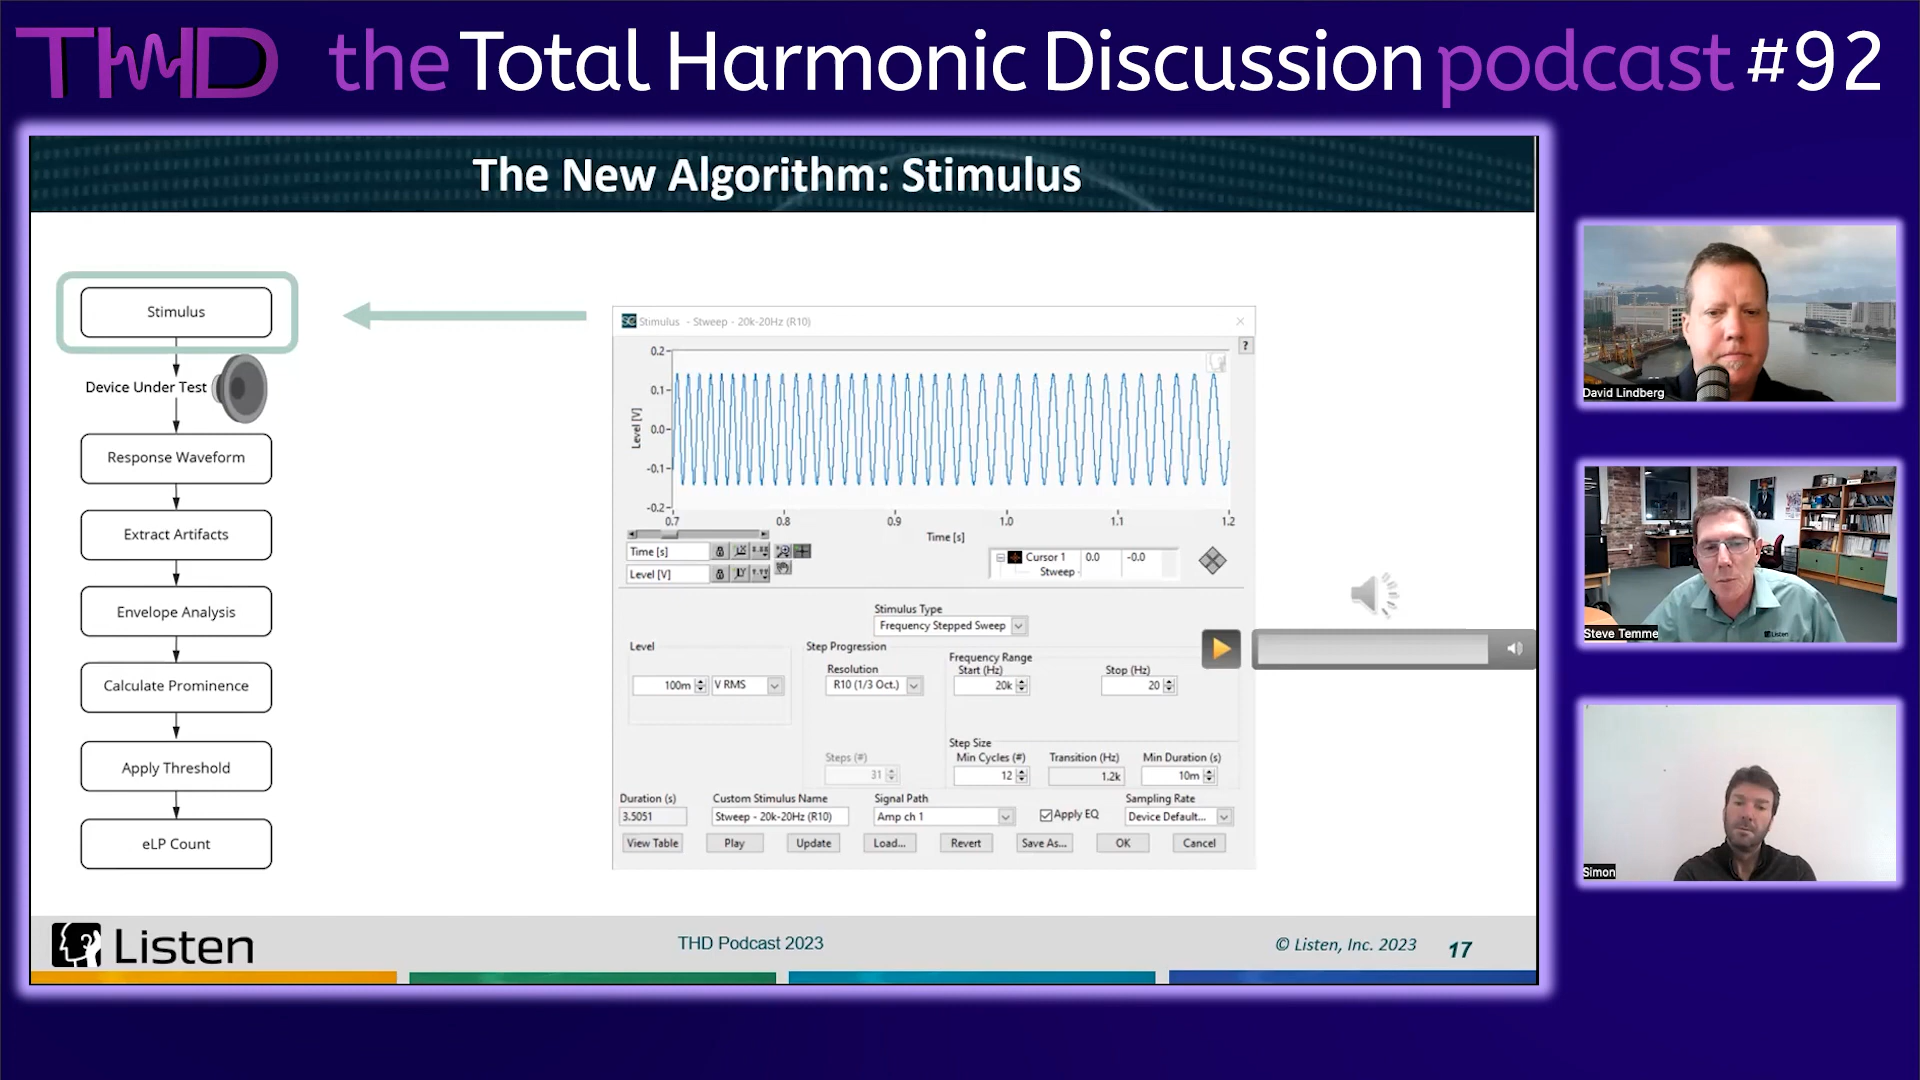 THD the Total Harmonic Discussion podcast #92
The New Algorithm: Stimulus
Stimulus
Device Under Test
Response Waveform
Extract Artifacts
Envelope Analysis
Calculate Prominence
Apply Threshold
eLP Count
Stimulus - Stweep - 20k-20Hz (R10)
?
0.2
0.1
0.0
-0.1
-0.2
Level [V]
0.7 0.8 0.9 1.0 1.1 1.2
Time [s]
Time [s]
Level [V]
Cursor 1 0.0 -0.0
Stweep -
Stimulus Type
Frequency Stepped Sweep
Level
100m V RMS
Step Progression
Resolution
R10 (1/3 Oct.)
Steps (#)
31
Frequency Range
Start (Hz) Stop (Hz)
20k 20
Step Size
Min Cycles (#) Transition (Hz) Min Duration (s)
12 1.2k 10m
Duration (s) Custom Stimulus Name Signal Path Sampling Rate
3.5051 Stweep - 20k-20Hz (R10) Amp ch 1 Apply EQ Device Default...
View Table Play Update Load... Revert Save As... OK Cancel
Listen
THD Podcast 2023
© Listen, Inc. 2023 17
David Lindberg
Steve Temme
Listen
Simon